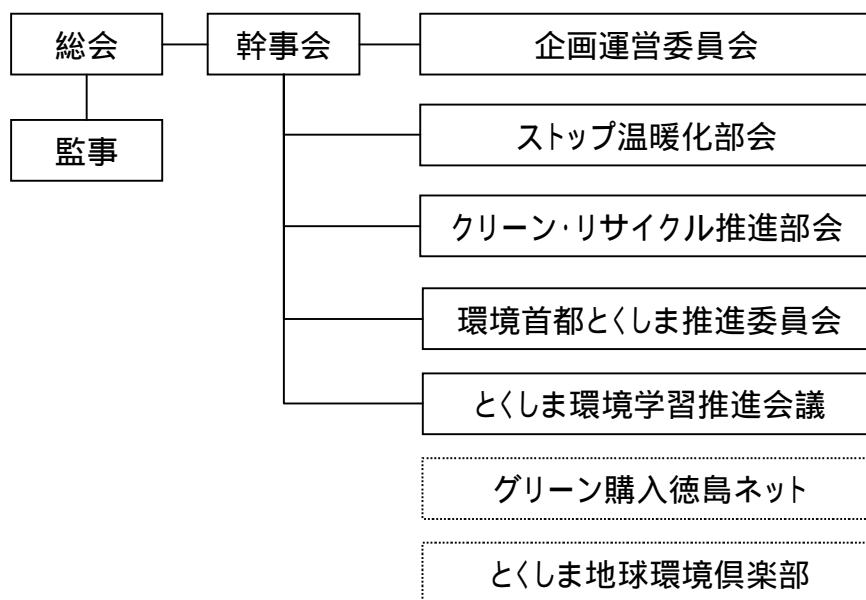 総会
幹事会
企画運営委員会
監事
ストップ温暖化部会
クリーン・リサイクル推進部会
環境首都とくしま推進委員会
とくしま環境学習推進会議
グリーン購入徳島ネット
とくしま地球環境倶楽部